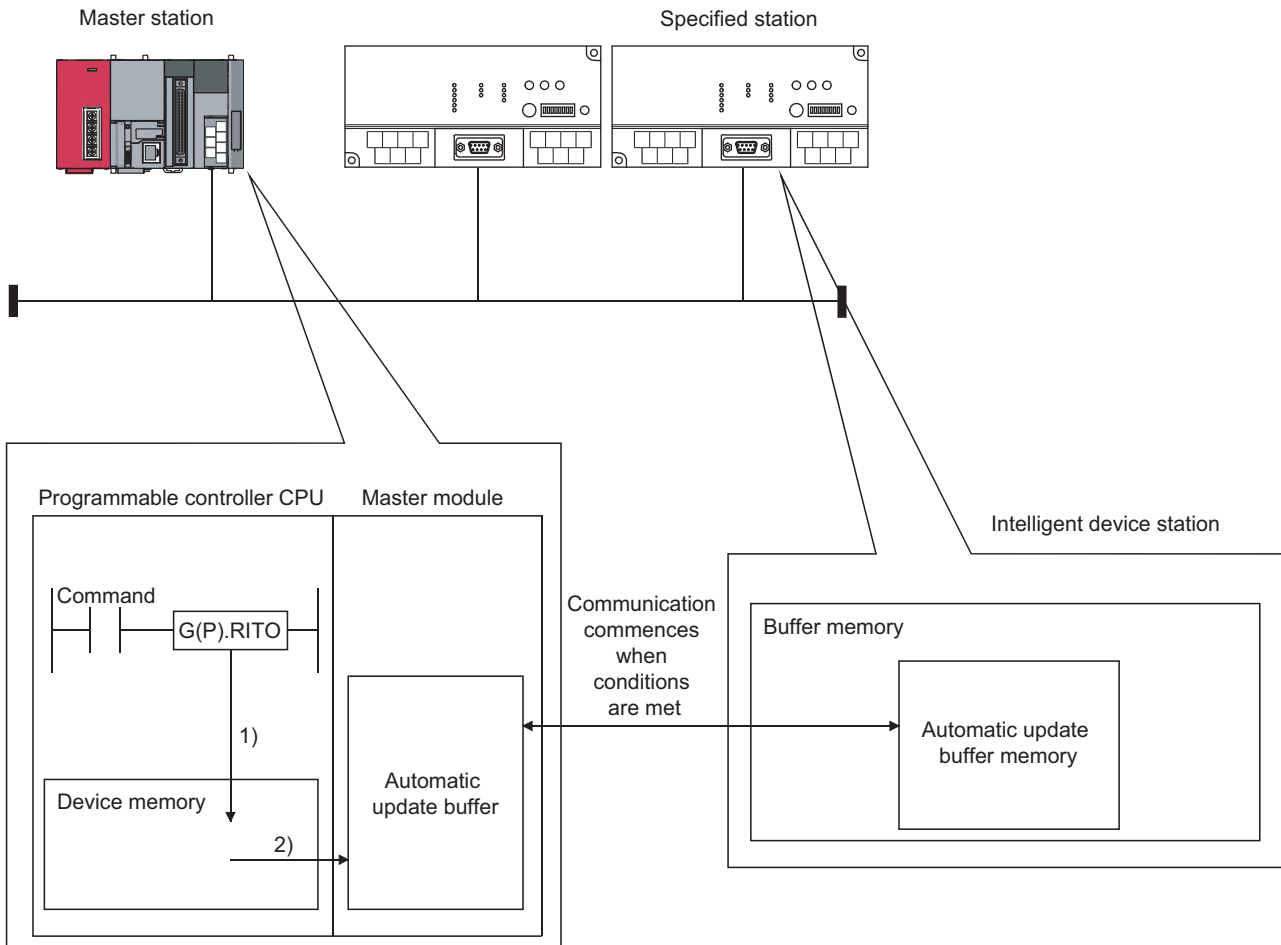 Master station
Specified station
Programmable controller CPU
Master module
Intelligent device station
Command
G(P).RITO
1)
Device memory
2)
Automatic
update buffer
Communication
commences
when
conditions
are met
Buffer memory
Automatic update
buffer memory